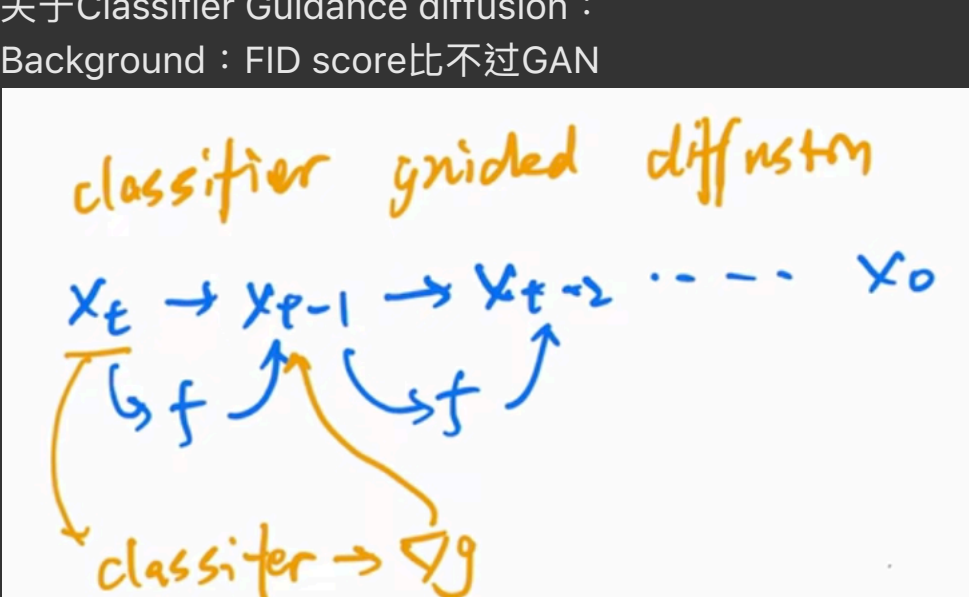 关于Classifier Guidance diffusion：
Background：FID score比不过GAN
classifier guided diffusion
Xt → Xt-1 → Xt-2 ····· X0
f f
classifer → ∇g